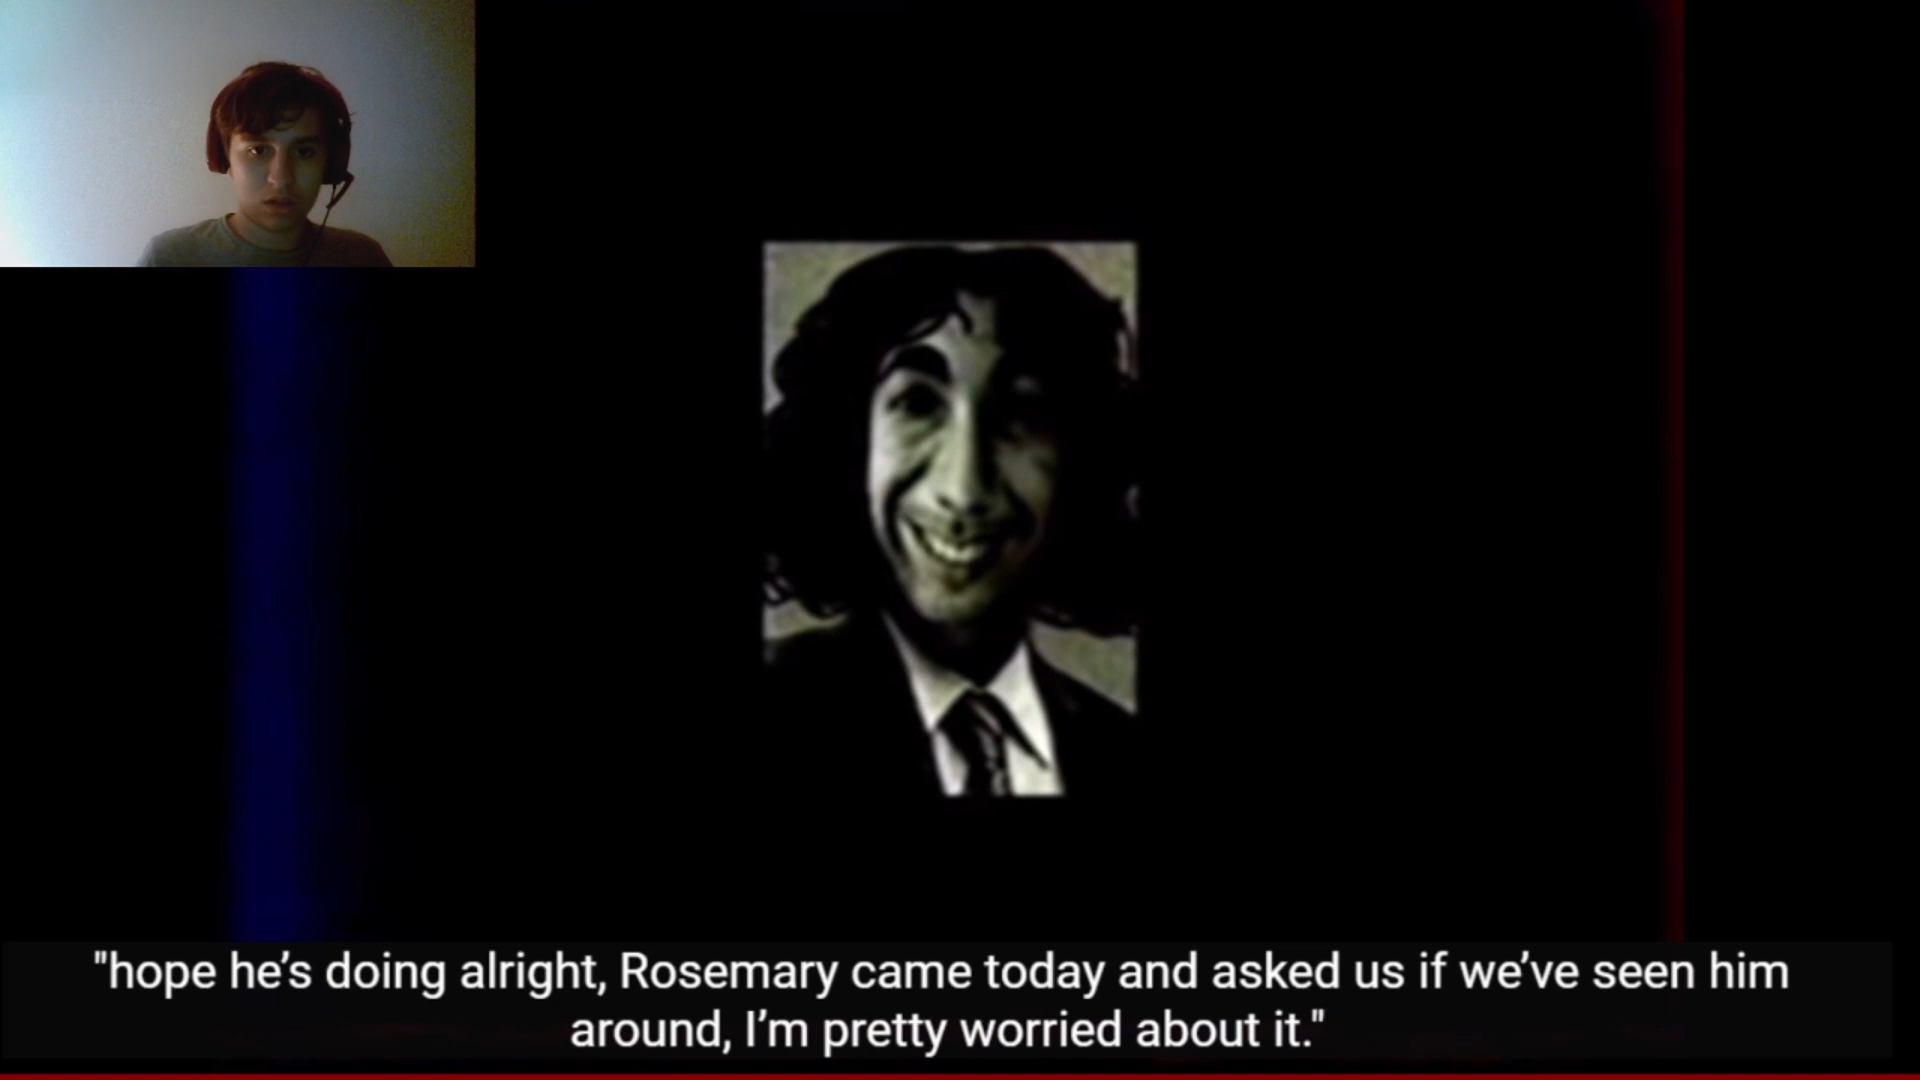 "hope he’s doing alright, Rosemary came today and asked us if we’ve seen him
around, I’m pretty worried about it."